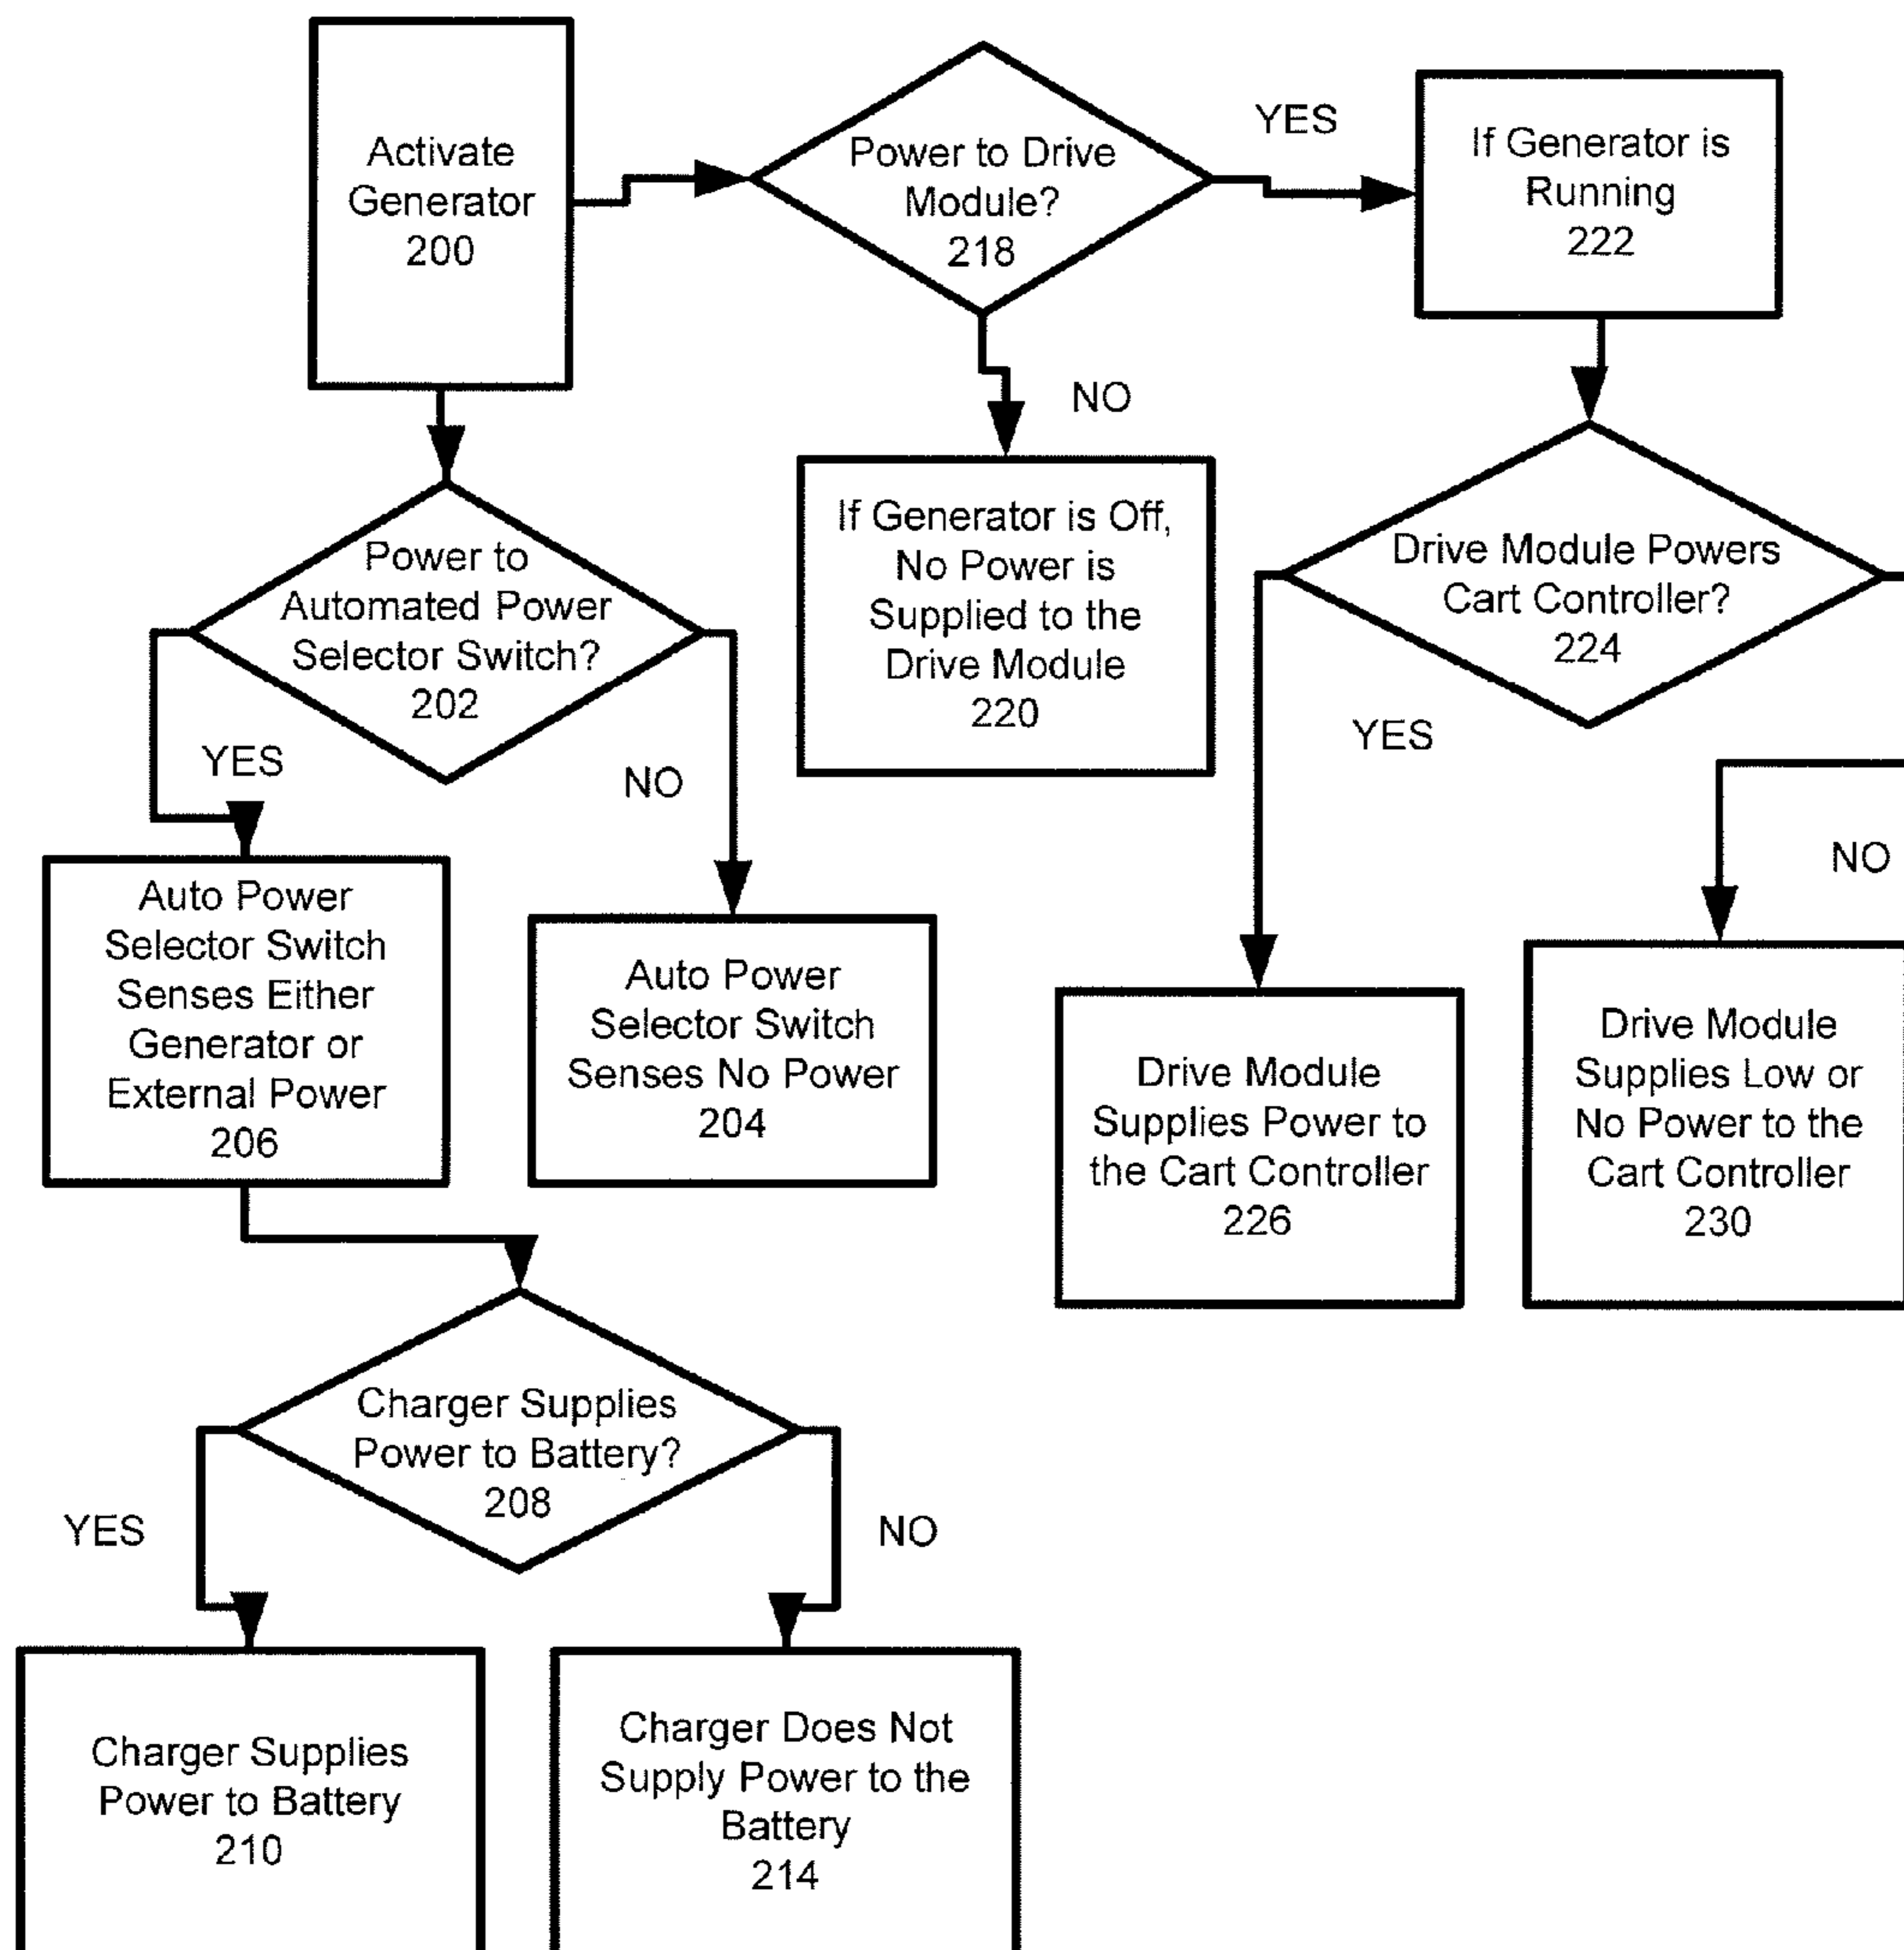 Activate
Generator
200
Power to Drive
Module?
218
YES
If Generator is
Running
222
NO
If Generator is Off,
No Power is
Supplied to the
Drive Module
220
Drive Module Powers
Cart Controller?
224
Power to
Automated Power
Selector Switch?
202
YES
NO
YES
NO
Auto Power
Selector Switch
Senses Either
Generator or
External Power
206
Auto Power
Selector Switch
Senses No Power
204
Drive Module
Supplies Power to
the Cart Controller
226
Drive Module
Supplies Low or
No Power to the
Cart Controller
230
Charger Supplies
Power to Battery?
208
YES
NO
Charger Supplies
Power to Battery
210
Charger Does Not
Supply Power to the
Battery
214